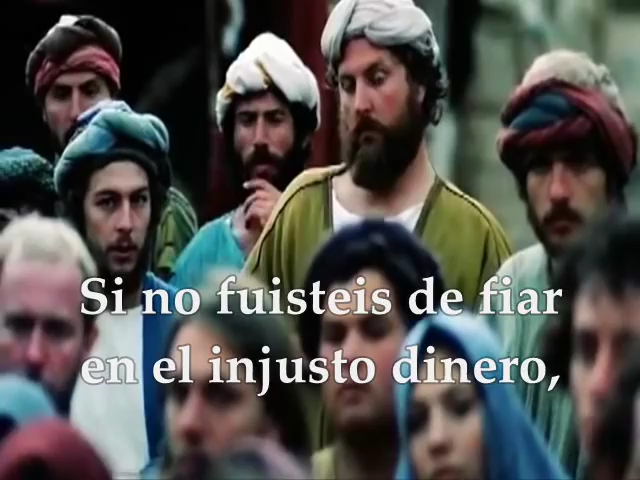 Si no fuisteis de fiar
en el injusto dinero,